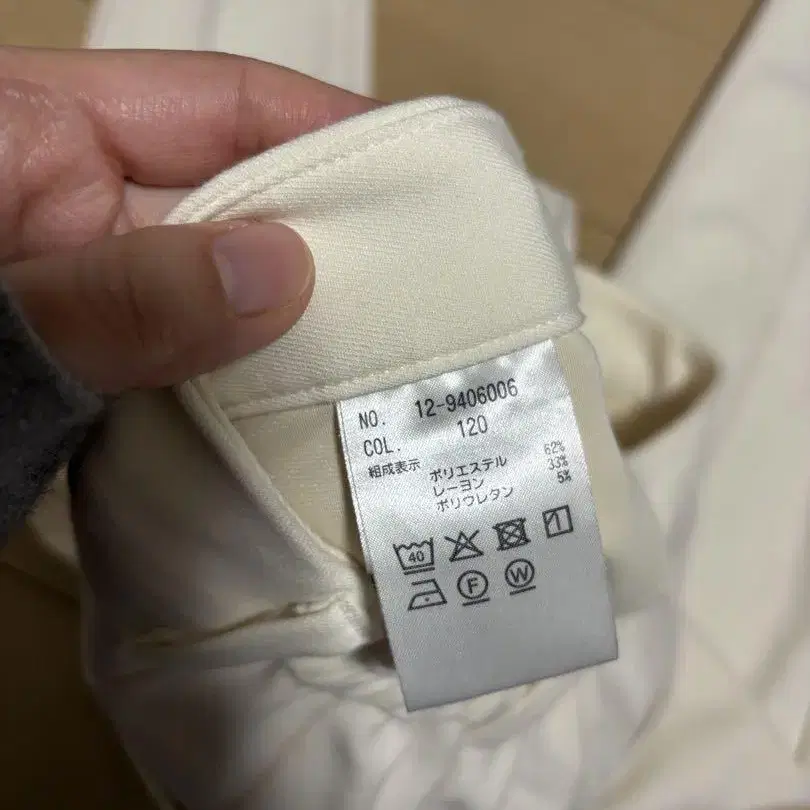 NO. 12-9406006
COL. 120
組成表示 ポリエステル 62%
レーヨン 33%
ポリウレタン 5%
40
F W